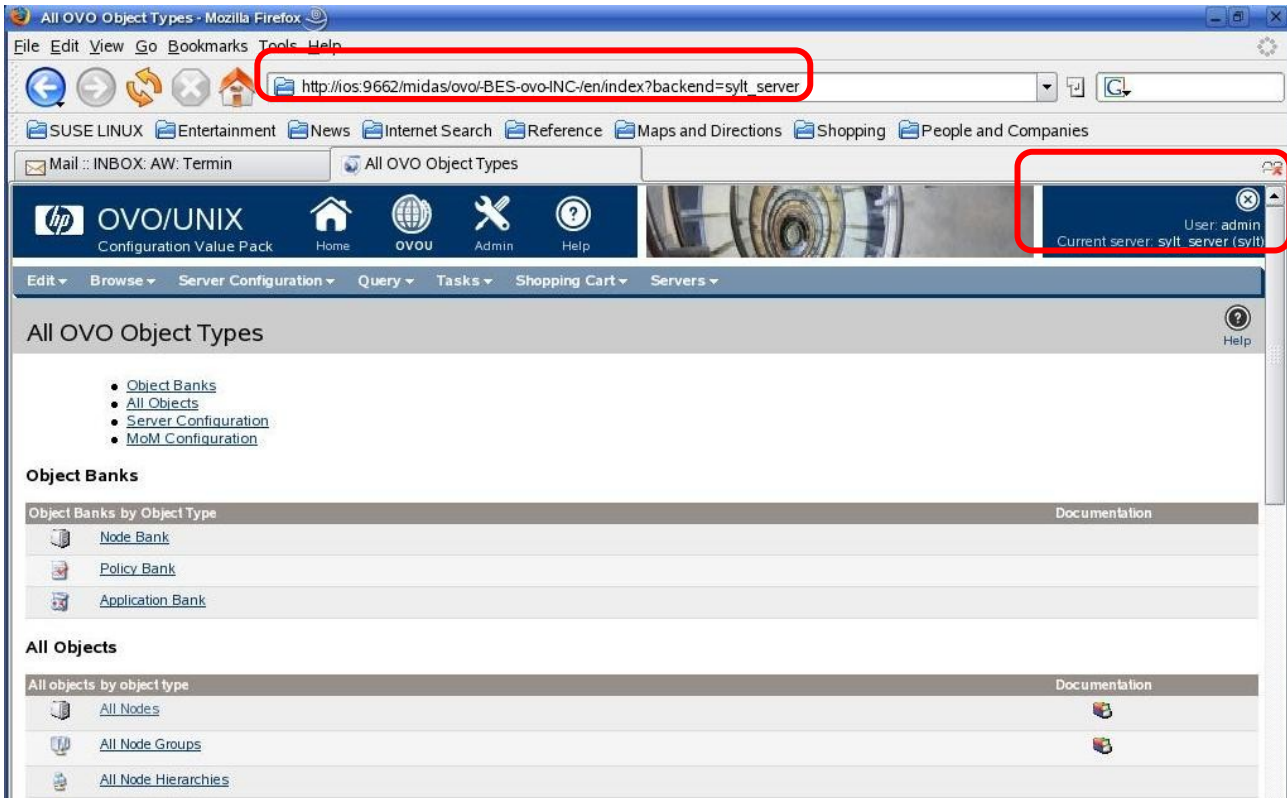 All OVO Object Types - Mozilla Firefox
File Edit View Go Bookmarks Tools Help
http://ios:9662/midas/ovo/-BES-ovo-INC-/en/index?backend=sylt_server
G
SUSE LINUX Entertainment News Internet Search Reference Maps and Directions Shopping People and Companies
Mail :: INBOX: AW: Termin All OVO Object Types
hp OVO/UNIX
Configuration Value Pack
Home OVOU Admin Help
User: admin
Current server: sylt_server (sylt)
Edit Browse Server Configuration Query Tasks Shopping Cart Servers
All OVO Object Types
Help
Object Banks
All Objects
Server Configuration
MoM Configuration
Object Banks
Object Banks by Object Type Documentation
Node Bank
Policy Bank
Application Bank
All Objects
All objects by object type Documentation
All Nodes
All Node Groups
All Node Hierarchies